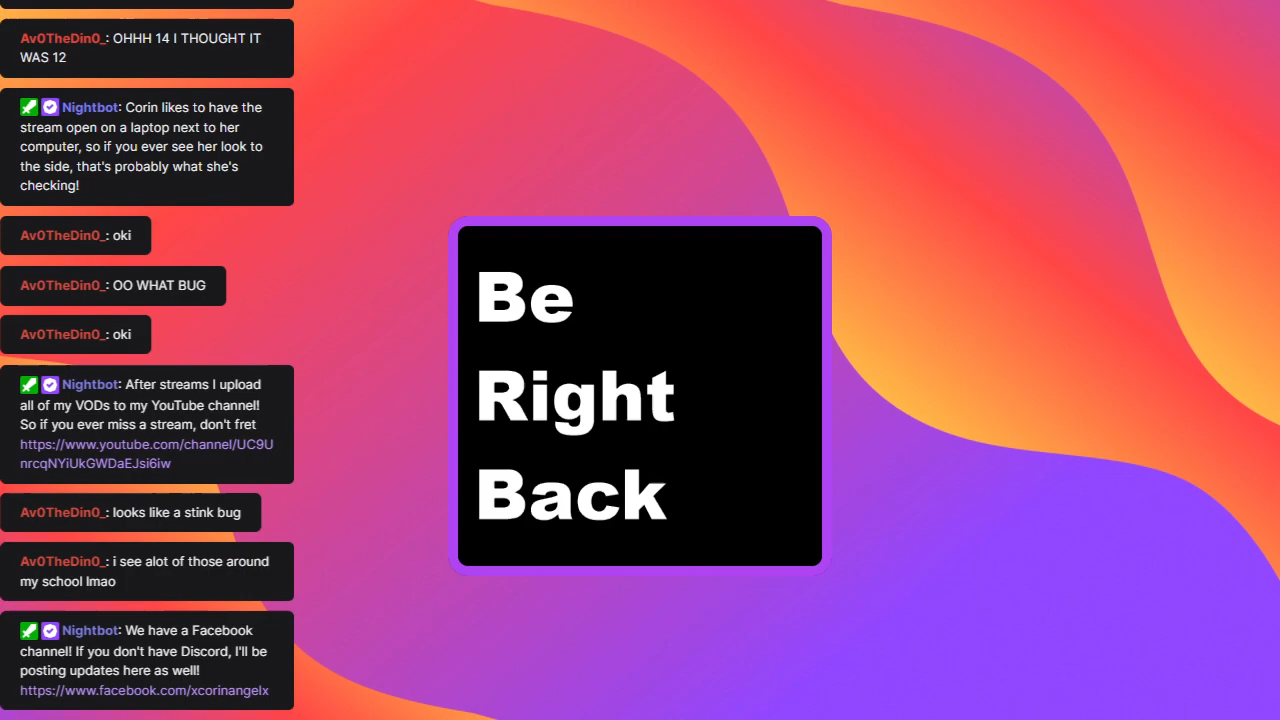 Av0TheDin0_: OHHH 14 I THOUGHT IT
WAS 12
Nightbot: Corin likes to have the
stream open on a laptop next to her
computer, so if you ever see her look to
the side, that's probably what she's
checking!
Av0TheDin0_: oki
Av0TheDin0_: OO WHAT BUG
Av0TheDin0_: oki
Nightbot: After streams I upload
all of my VODs to my YouTube channel!
So if you ever miss a stream, don't fret
https://www.youtube.com/channel/UC9U
nrcqNYiUkGWDaEJsi6iw
Av0TheDin0_: looks like a stink bug
Av0TheDin0_: i see alot of those around
my school lmao
Nightbot: We have a Facebook
channel! If you don't have Discord, I'll be
posting updates here as well!
https://www.facebook.com/xcorinangelx
Be
Right
Back